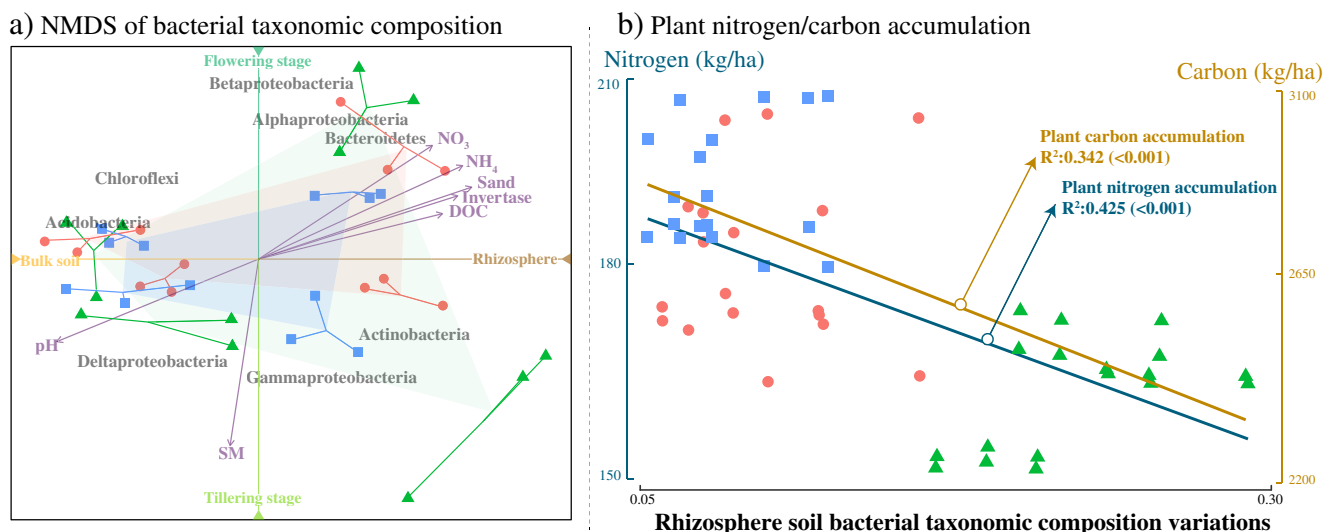 a) NMDS of bacterial taxonomic composition
Flowering stage
Betaproteobacteria
Alphaproteobacteria
Bacteroidetes
NO3
NH4
Chloroflexi
Sand
Invertase
DOC
Acidobacteria
Bulk soil
Rhizosphere
Actinobacteria
pH
Deltaproteobacteria
Gammaproteobacteria
SM
Tillering stage
b) Plant nitrogen/carbon accumulation
Nitrogen (kg/ha)
Carbon (kg/ha)
210
3100
Plant carbon accumulation
R²:0.342 (<0.001)
Plant nitrogen accumulation
R²:0.425 (<0.001)
180
2650
150
2200
0.05
0.30
Rhizosphere soil bacterial taxonomic composition variations